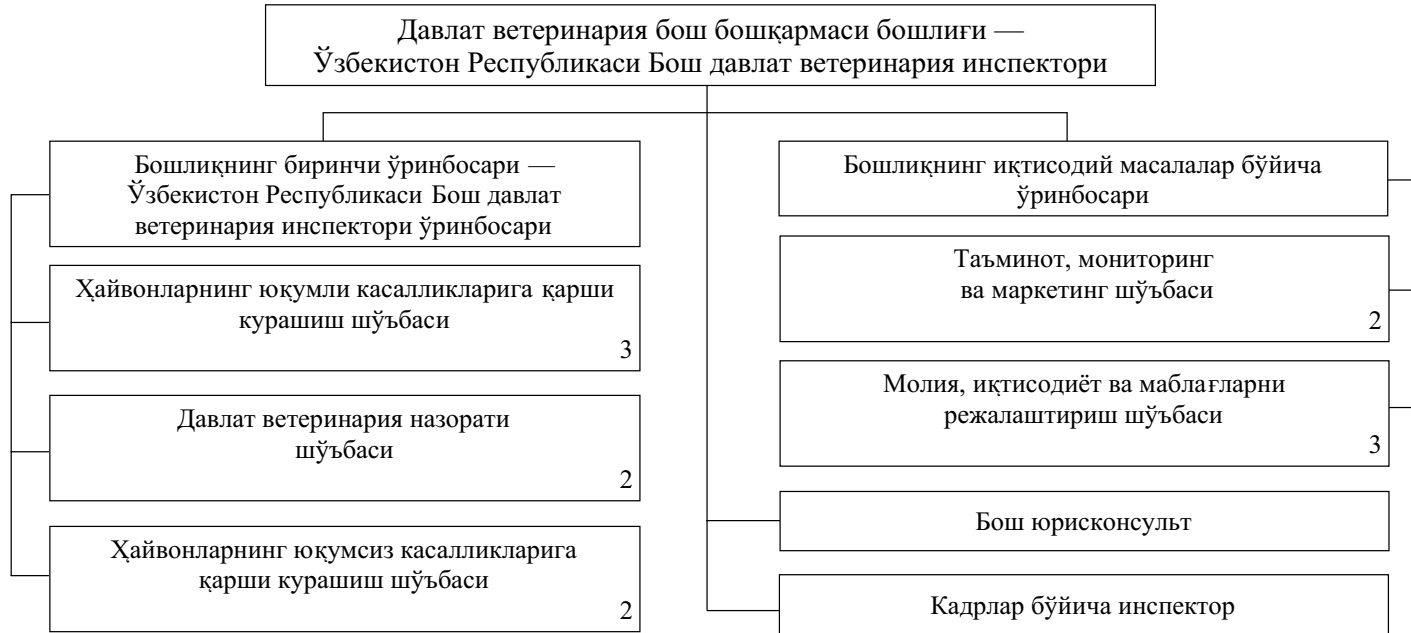 Давлат ветеринария бош бошқармаси бошлиғи —
Ўзбекистон Республикаси Бош давлат ветеринария инспектори
Бошлиқнинг биринчи ўринбосари —
Ўзбекистон Республикаси Бош давлат
ветеринария инспектори ўринбосари
Ҳайвонларнинг юқумли касалликларига қарши
курашиш шўъбаси
3
Давлат ветеринария назорати
шўъбаси
2
Ҳайвонларнинг юқумсиз касалликларига
қарши курашиш шўъбаси
2
Бошлиқнинг иқтисодий масалалар бўйича
ўринбосари
Таъминот, мониторинг
ва маркетинг шўъбаси
2
Молия, иқтисодиёт ва маблағларни
режалаштириш шўъбаси
3
Бош юрисконсульт
Кадрлар бўйича инспектор